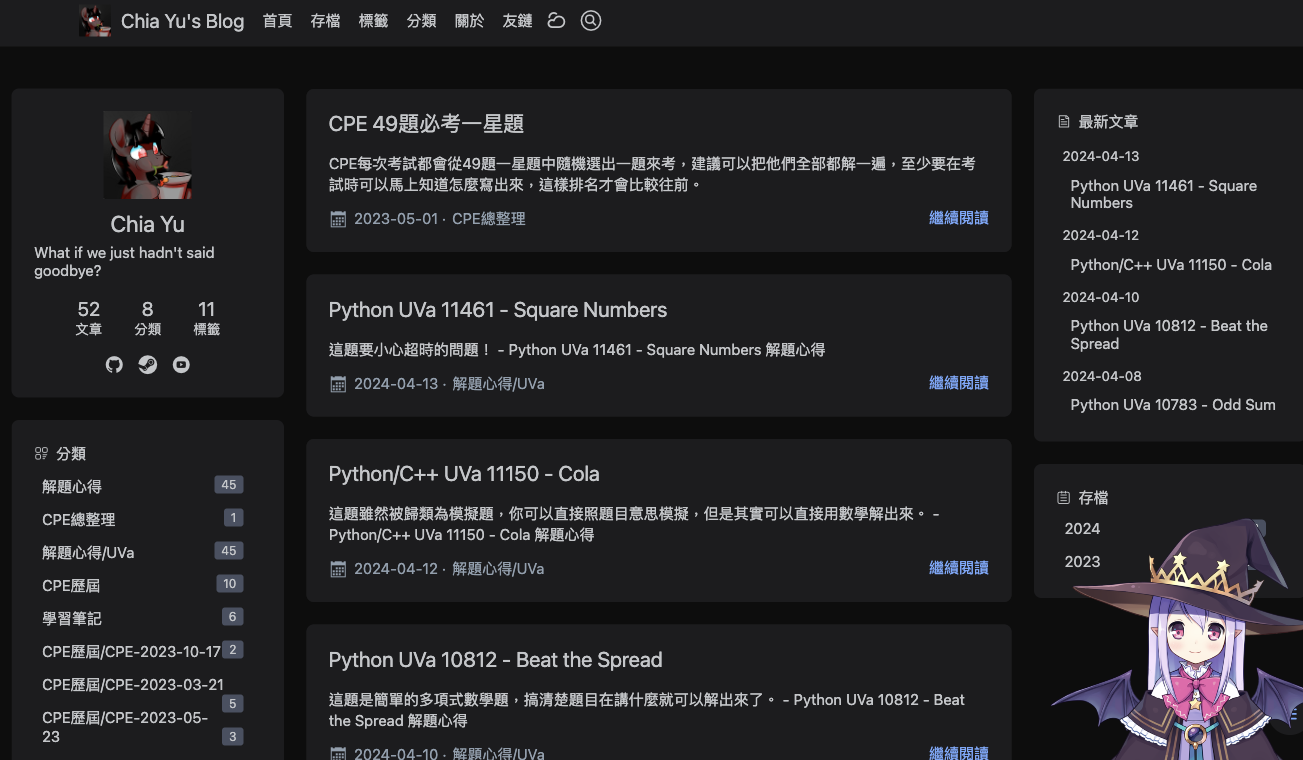 Chia Yu's Blog 首頁 存檔 標籤 分類 關於 友鏈
Chia Yu
What if we just hadn't said
goodbye?
52 8 11
文章 分類 標籤
分類
解題心得 45
CPE總整理 1
解題心得/UVa 45
CPE歷屆 10
學習筆記 6
CPE歷屆/CPE-2023-10-17 2
CPE歷屆/CPE-2023-03-21
5
CPE歷屆/CPE-2023-05-
23 3
CPE 49題必考一星題
CPE每次考試都會從49題一星題中隨機選出一題來考，建議可以把他們全部都解一遍，至少要在考
試時可以馬上知道怎麼寫出來，這樣排名才會比較往前。
2023-05-01 · CPE總整理 繼續閱讀
Python UVa 11461 - Square Numbers
這題要小心超時的問題！ - Python UVa 11461 - Square Numbers 解題心得
2024-04-13 · 解題心得/UVa 繼續閱讀
Python/C++ UVa 11150 - Cola
這題雖然被歸類為模擬題，你可以直接照題目意思模擬，但是其實可以直接用數學解出來。 -
Python/C++ UVa 11150 - Cola 解題心得
2024-04-12 · 解題心得/UVa 繼續閱讀
Python UVa 10812 - Beat the Spread
這題是簡單的多項式數學題，搞清楚題目在講什麼就可以解出來了。 - Python UVa 10812 - Beat
the Spread 解題心得
2024-04-10 · 解題心得/UVa 繼續閱讀
最新文章
2024-04-13
Python UVa 11461 - Square
Numbers
2024-04-12
Python/C++ UVa 11150 - Cola
2024-04-10
Python UVa 10812 - Beat the
Spread
2024-04-08
Python UVa 10783 - Odd Sum
存檔
2024
2023